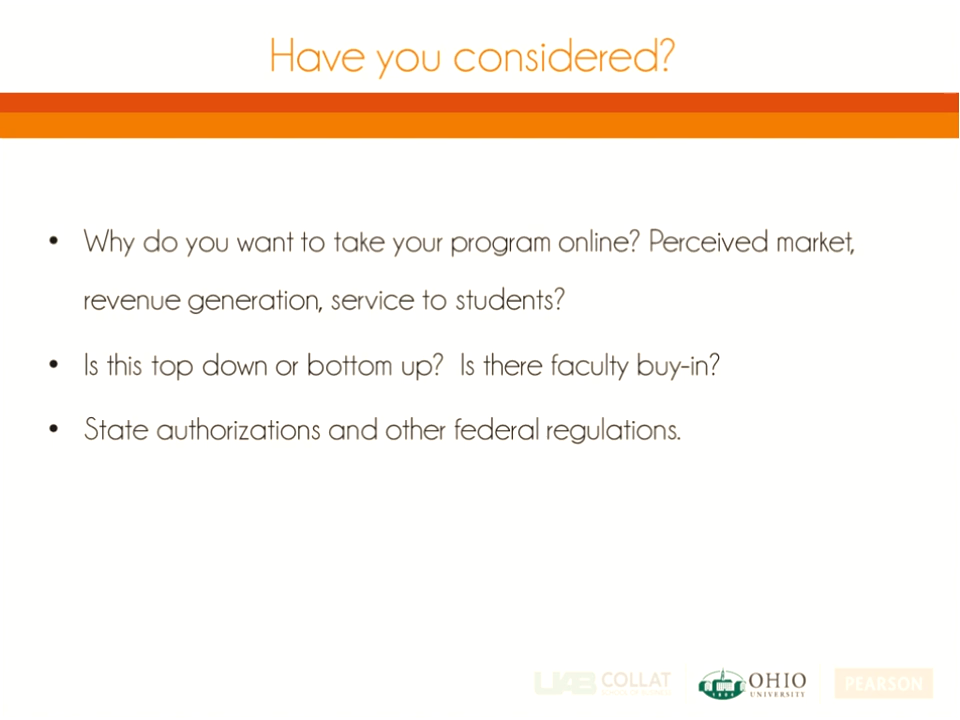 Have you considered?
• Why do you want to take your program online? Perceived market,
revenue generation, service to students?
• Is this top down or bottom up? Is there faculty buy-in?
• State authorizations and other federal regulations.
UAB COLLAT
OHIO
UNIVERSITY
PEARSON